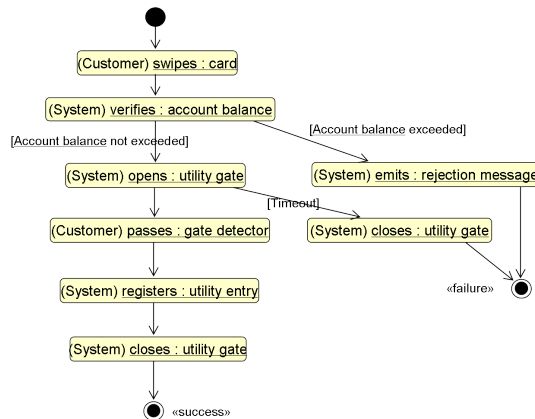 (Customer) swipes : card
(System) verifies : account balance
[Account balance exceeded]
[Account balance not exceeded]
(System) opens : utility gate
(System) emits : rejection message
[Timeout]
(Customer) passes : gate detector
(System) closes : utility gate
(System) registers : utility entry
«failure»
(System) closes : utility gate
«success»